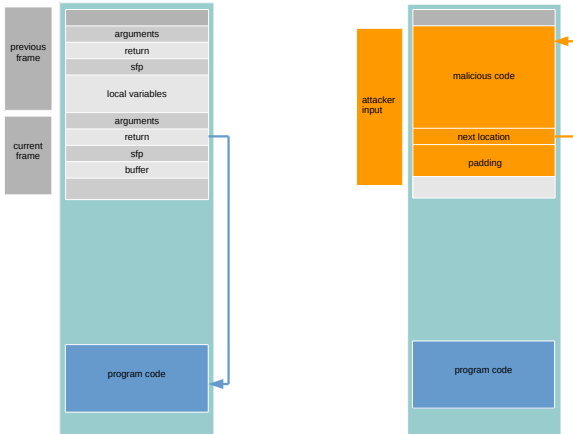 previous
frame
current
frame
arguments
return
sfp
local variables
arguments
return
sfp
buffer
program code
attacker
input
malicious code
next location
padding
program code